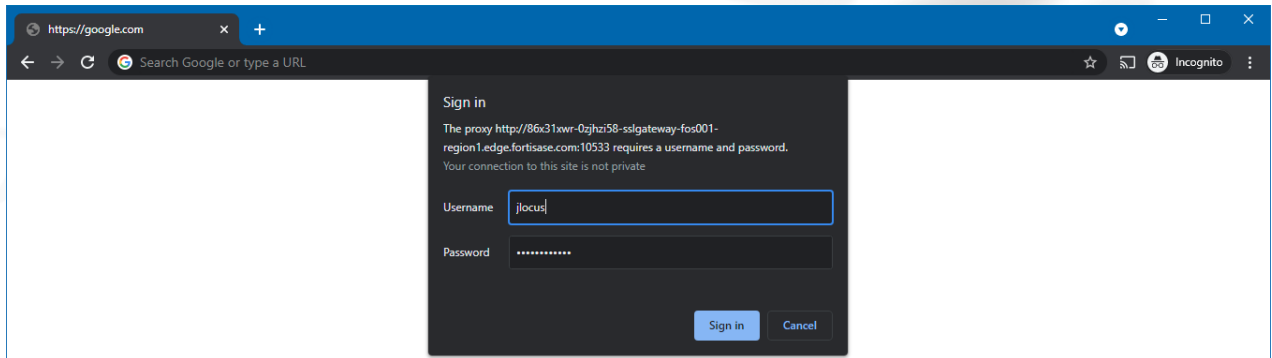 https://google.com
Search Google or type a URL
Incognito
Sign in
The proxy http://86x31xwr-0zjhzi58-sslgateway-fos001-
region1.edge.fortisase.com:10533 requires a username and password.
Your connection to this site is not private
Username jlocus
Password ••••••••••••
Sign in Cancel